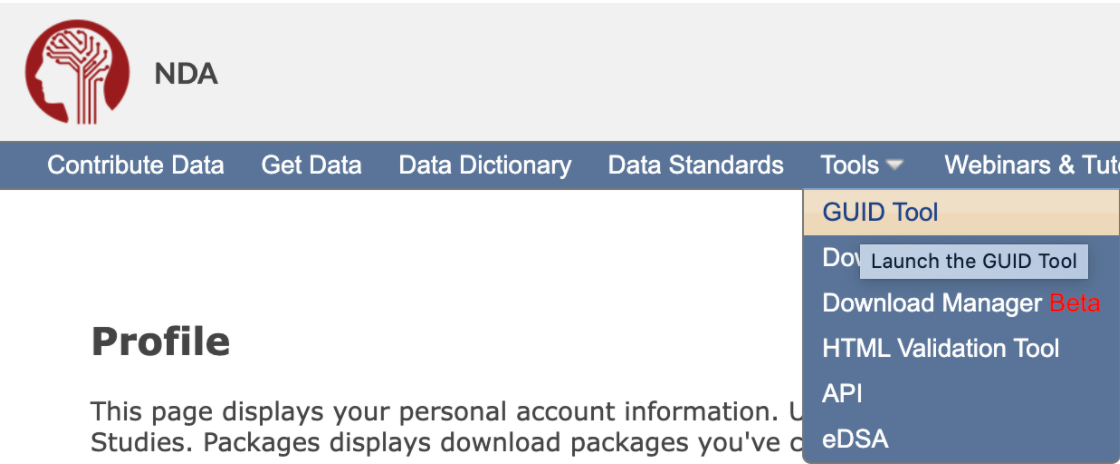 NDA
Contribute Data Get Data Data Dictionary Data Standards Tools Webinars &
GUID Tool
Launch the GUID Tool
Download Manager Beta
HTML Validation Tool
API
eDSA
Profile
This page displays your personal account information.
Studies. Packages displays download packages you've